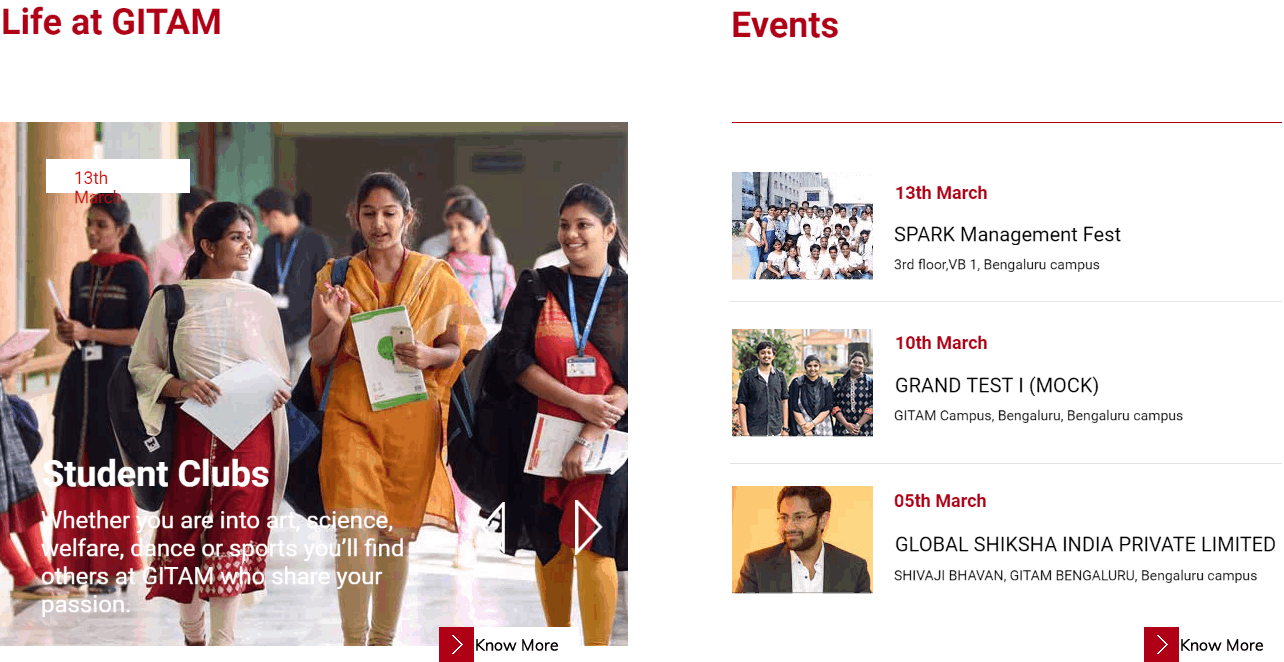 Life at GITAM
13th
March
Student Clubs
Whether you are into art, science,
welfare, dance or sports you'll find
others at GITAM who share your
passion.
Know More
Events
13th March
SPARK Management Fest
3rd floor,VB 1, Bengaluru campus
10th March
GRAND TEST I (MOCK)
GITAM Campus, Bengaluru, Bengaluru campus
05th March
GLOBAL SHIKSHA INDIA PRIVATE LIMITED
SHIVAJI BHAVAN, GITAM BENGALURU, Bengaluru campus
Know More